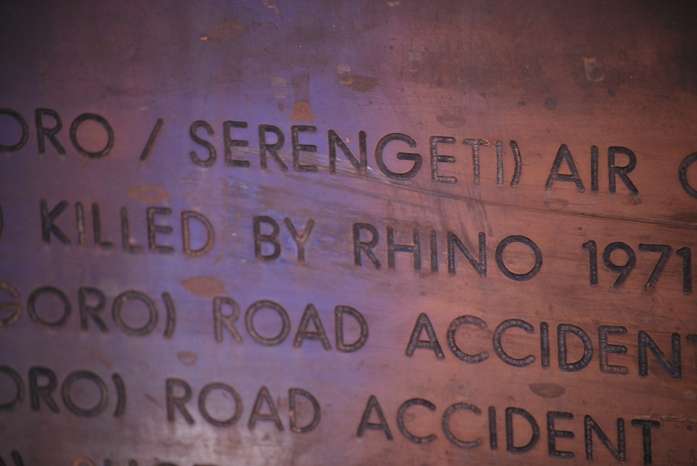 ORO / SERENGETI) AIR C
) KILLED BY RHINO 1971
GORO) ROAD ACCIDENT
ORO) ROAD ACCIDENT